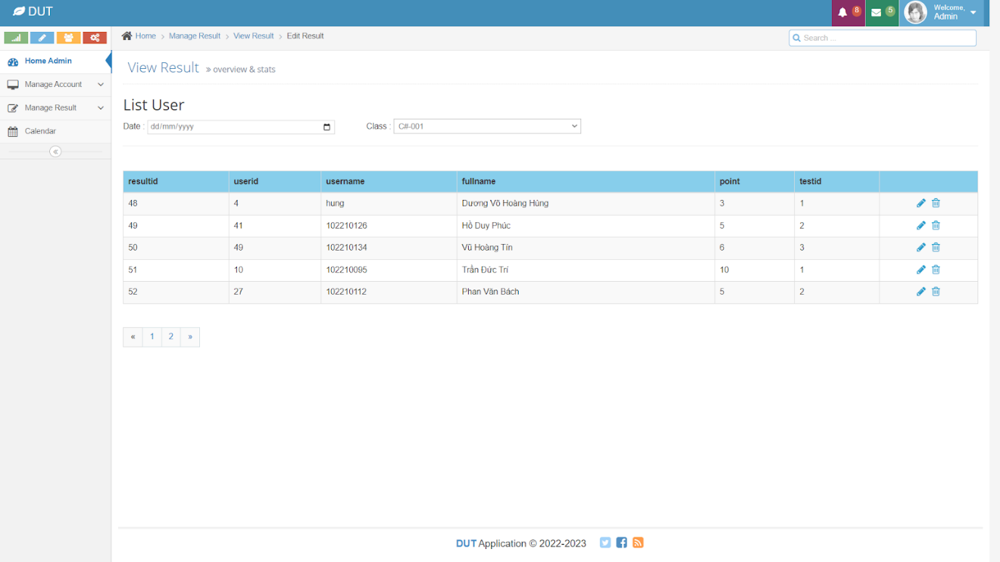 DUT
8
5
Welcome,
Admin
Home > Manage Result > View Result > Edit Result
Search ...
Home Admin
Manage Account
Manage Result
Calendar
«
View Result » overview & stats
List User
Date : dd/mm/yyyy Class : C#-001
resultid userid username fullname point testid
48 4 hung Dương Võ Hoàng Hùng 3 1
49 41 102210126 Hồ Duy Phúc 5 2
50 49 102210134 Vũ Hoàng Tín 6 3
51 10 102210095 Trần Đức Trí 10 1
52 27 102210112 Phan Văn Bách 5 2
« 1 2 »
DUT Application © 2022-2023